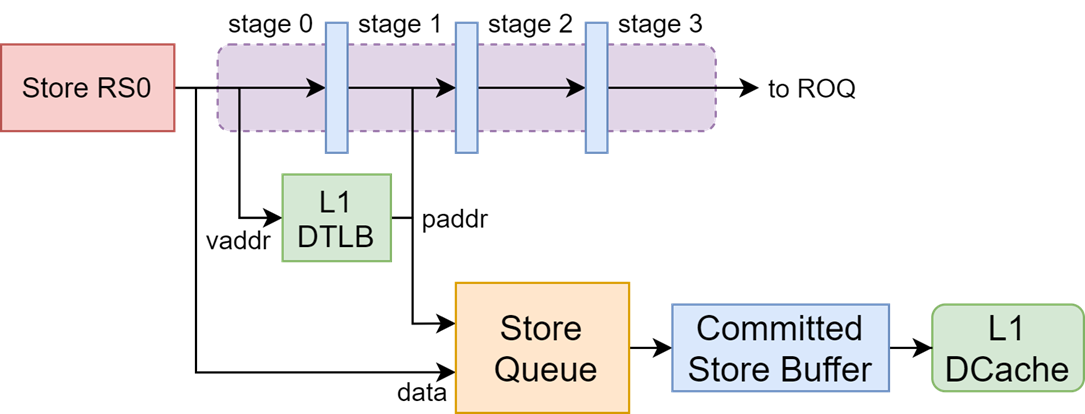 stage 0 stage 1 stage 2 stage 3
Store RS0
to ROQ
L1
DTLB
vaddr
paddr
Store
Queue
Committed
Store Buffer
L1
DCache
data